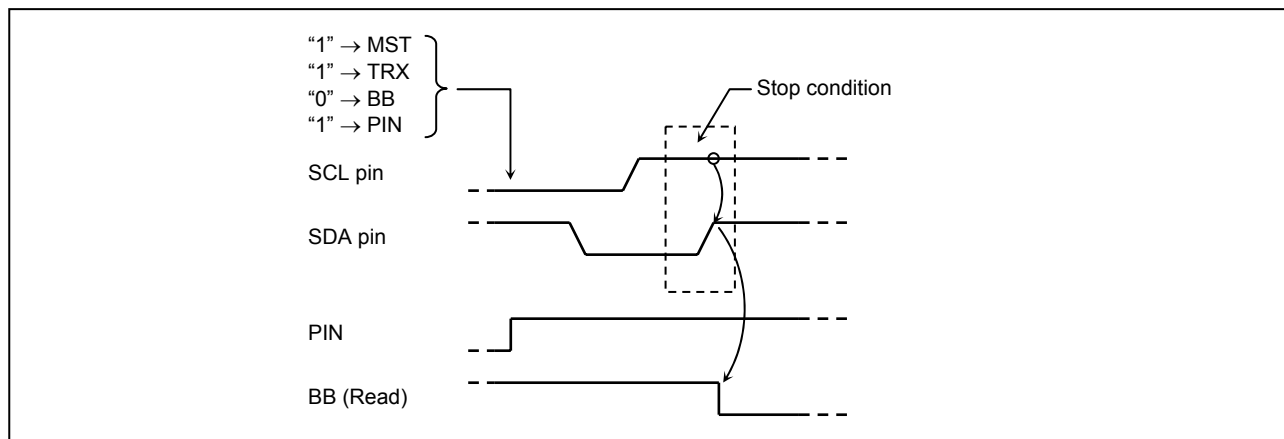 “1” → MST
“1” → TRX
“0” → BB
“1” → PIN
Stop condition
SCL pin
SDA pin
PIN
BB (Read)